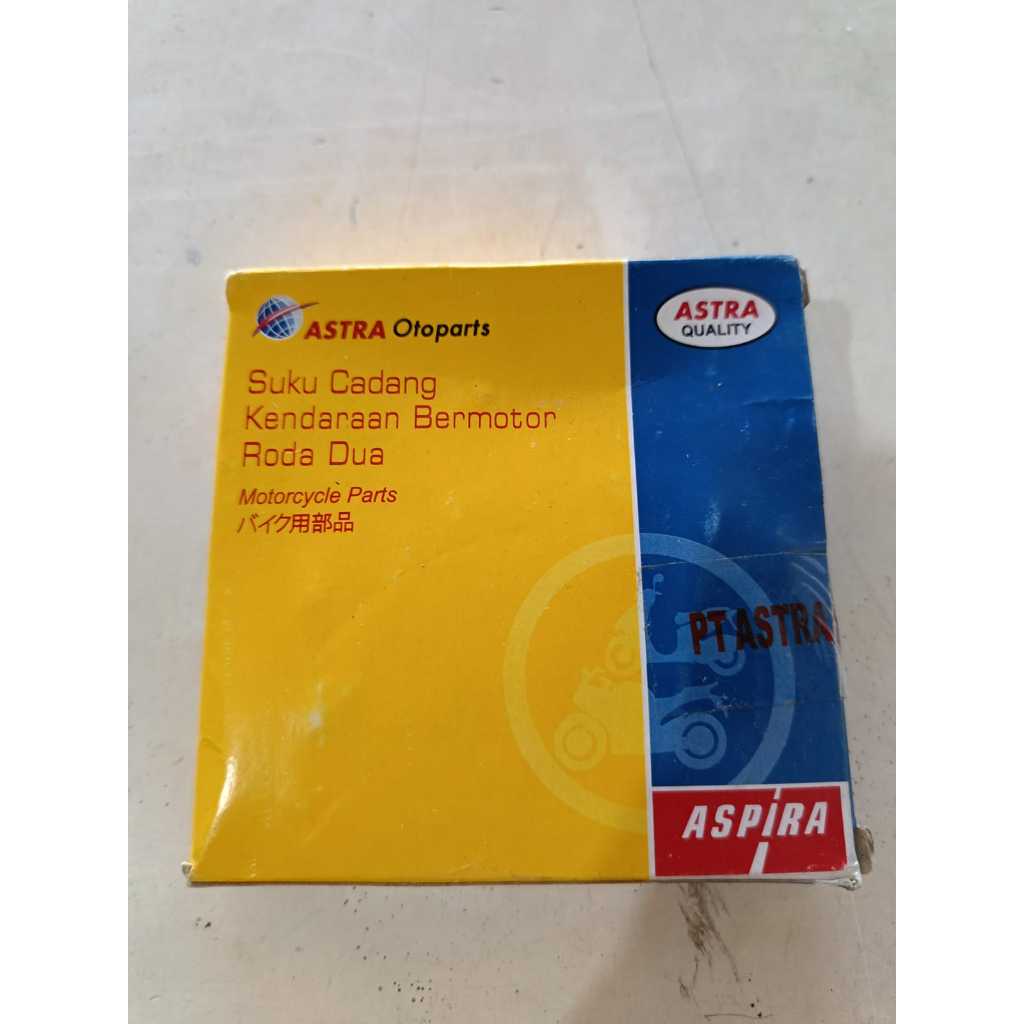 ASTRA Otoparts
ASTRA
QUALITY
Suku Cadang
Kendaraan Bermotor
Roda Dua
Motorcycle Parts
バイク用部品
PT ASTRA
ASPIRA